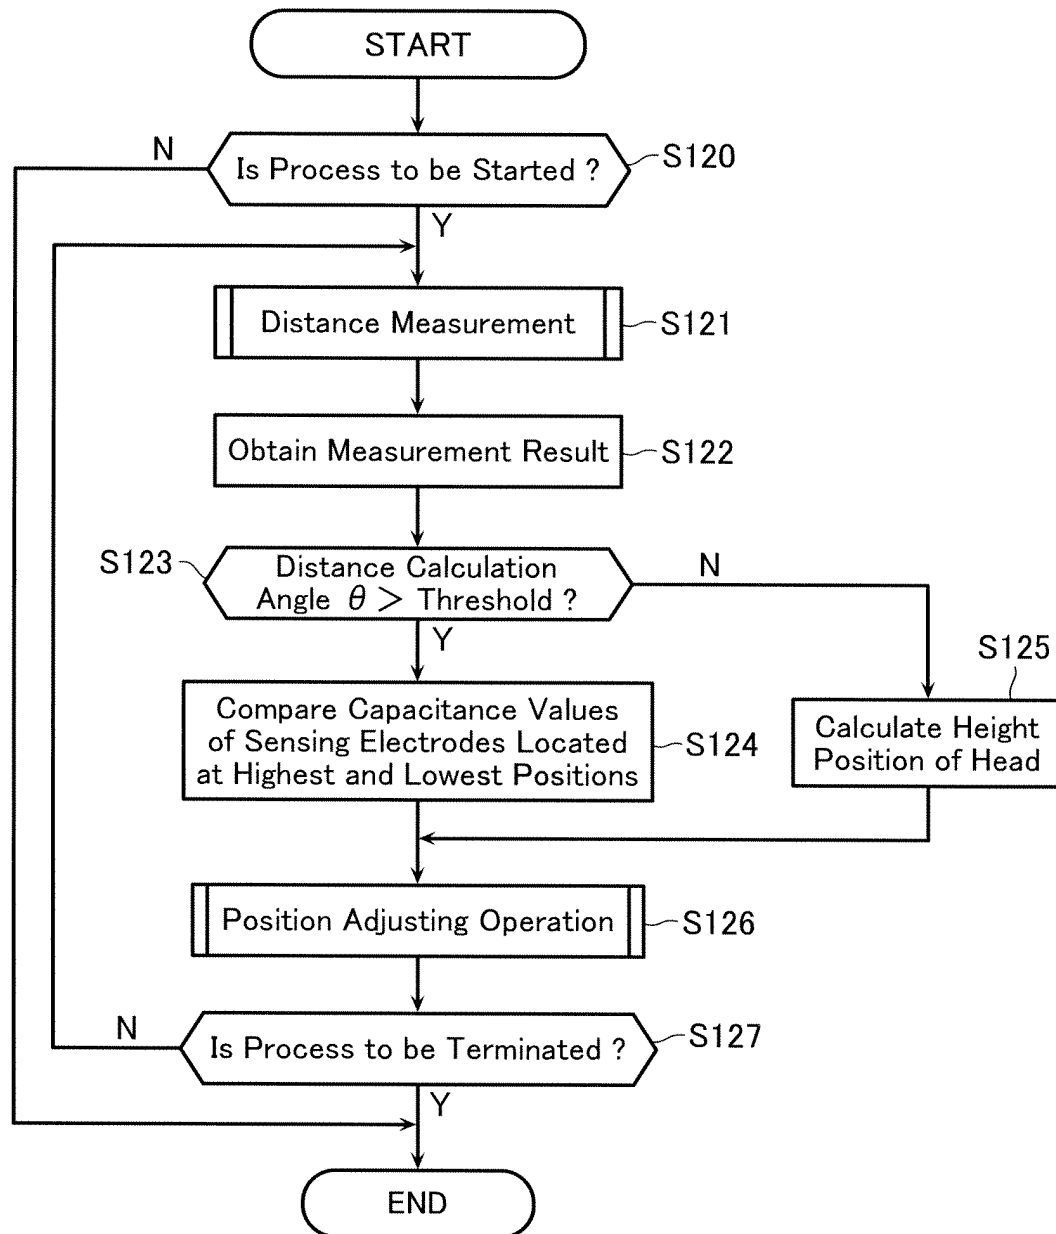 START
N
Is Process to be Started ?
S120
Y
Distance Measurement
S121
Obtain Measurement Result
S122
S123
Distance Calculation
Angle θ > Threshold ?
N
Y
S125
Compare Capacitance Values
of Sensing Electrodes Located
at Highest and Lowest Positions
S124
Calculate Height
Position of Head
Position Adjusting Operation
S126
N
Is Process to be Terminated ?
S127
Y
END